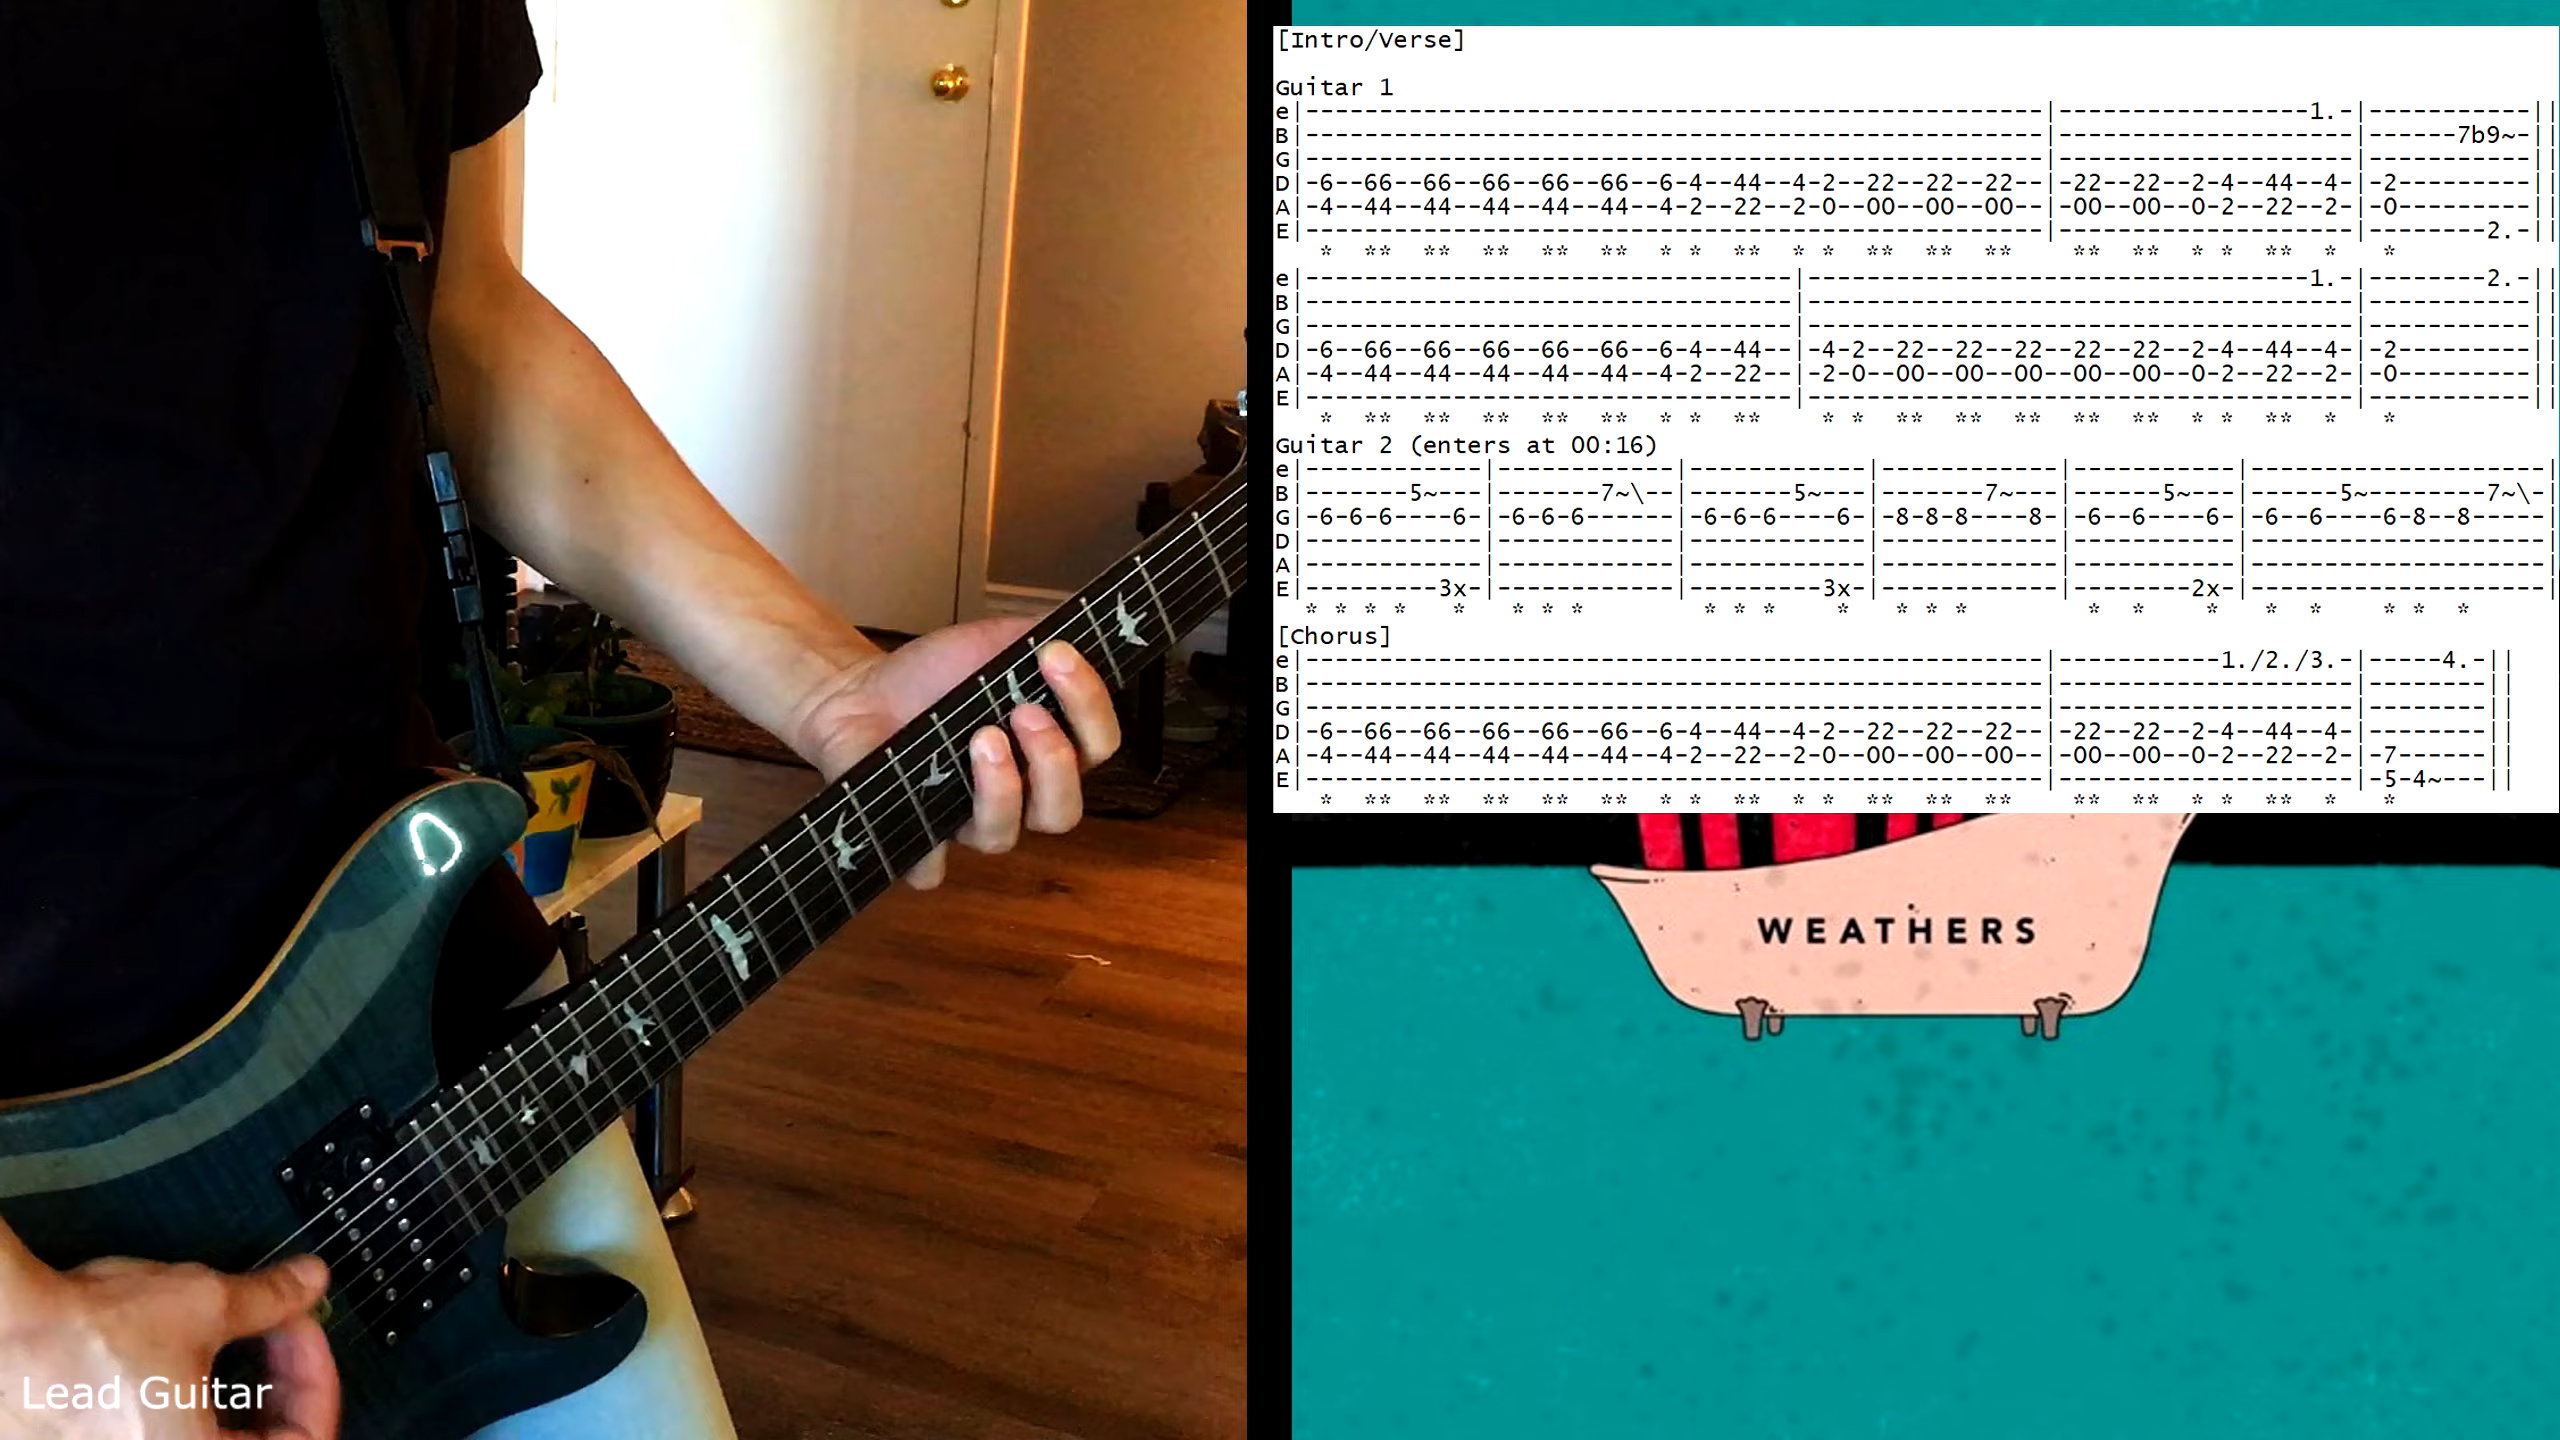 [Intro/Verse]
Guitar 1
e|--------------------------------------------------|-----------------1.-|-----------||
B|--------------------------------------------------|--------------------|------7b9~-||
G|--------------------------------------------------|--------------------|-----------||
D|-6--66--66--66--66--66--6-4--44--4-2--22--22--22--|-22--22--2-4--44--4-|-2---------||
A|-4--44--44--44--44--44--4-2--22--2-0--00--00--00--|-00--00--0-2--22--2-|-0---------||
E|--------------------------------------------------|--------------------|--------2.-||
   *  **  **  **  **  **  * *  **  * *  **  **  **    **  **  * *  **  *   *
e|---------------------------------|-------------------------------------1.-|--------2.-||
B|---------------------------------|-------------------------------------|-----------||
G|---------------------------------|-------------------------------------|-----------||
D|-6--66--66--66--66--66--6-4--44--|-4-2--22--22--22--22--22--2-4--44--4-|-2---------||
A|-4--44--44--44--44--44--4-2--22--|-2-0--00--00--00--00--00--0-2--22--2-|-0---------||
E|---------------------------------|-------------------------------------|-----------||
   *  **  **  **  **  **  * *  **    * *  **  **  **  **  **  * *  **  *   *
Guitar 2 (enters at 00:16)
e|------------|------------|------------|------------|-----------|--------------------|
B|-------5~---|-------7~\--|-------5~---|-------7~---|------5~---|------5~--------7~\-|
G|-6-6-6----6-|-6-6-6------|-6-6-6----6-|-8-8-8----8-|-6--6----6-|-6--6----6-8--8-----|
D|------------|------------|------------|------------|-----------|--------------------|
A|------------|------------|------------|------------|-----------|--------------------|
E|---------3x-|------------|---------3x-|------------|--------2x-|--------------------|
  * * * *   *   * * *        * * *    *   * * *        *  *    *   *  *    * *  *
[Chorus]
e|--------------------------------------------------|-----------1./2./3.-|-----4.-||
B|--------------------------------------------------|--------------------|--------||
G|--------------------------------------------------|--------------------|--------||
D|-6--66--66--66--66--66--6-4--44--4-2--22--22--22--|-22--22--2-4--44--4-|--------||
A|-4--44--44--44--44--44--4-2--22--2-0--00--00--00--|-00--00--0-2--22--2-|-7------||
E|--------------------------------------------------|--------------------|-5-4~---||
   *  **  **  **  **  **  * *  **  * *  **  **  **    **  **  * *  **  *   *
WEATHERS
Lead Guitar